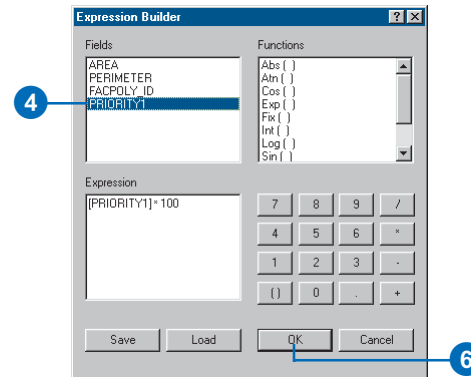 Expression Builder
Fields
AREA
PERIMETER
FACPOLY_ID
PRIORITY1
Functions
Abs ( )
Atn ( )
Cos ( )
Exp ( )
Fix ( )
Int ( )
Log ( )
Sin ( )
4
Expression
[PRIORITY1] * 100
7 8 9 /
4 5 6 *
1 2 3 -
( ) 0 . +
Save Load OK Cancel
6